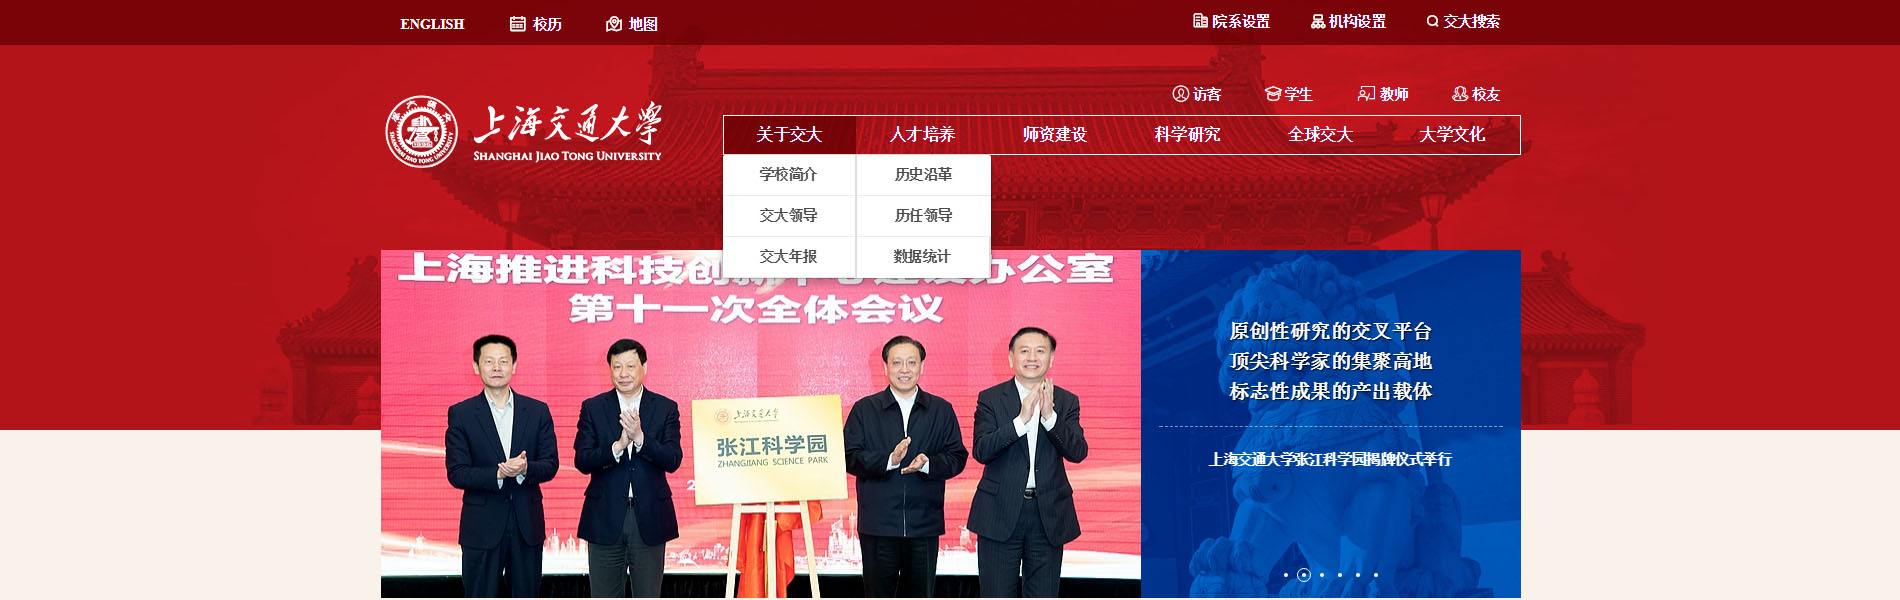 ENGLISH 校历 地图 院系设置 机构设置 交大搜索
访客 学生 教师 校友
上海交通大学
SHANGHAI JIAO TONG UNIVERSITY
关于交大 人才培养 师资建设 科学研究 全球交大 大学文化
学校简介 历史沿革
交大领导 历任领导
交大年报 数据统计
上海推进科技创新中心建设办公室
第十一次全体会议
上海交通大学
张江科学园
ZHANGJIANG SCIENCE PARK
原创性研究的交叉平台
顶尖科学家的集聚高地
标志性成果的产出载体
上海交通大学张江科学园揭牌仪式举行